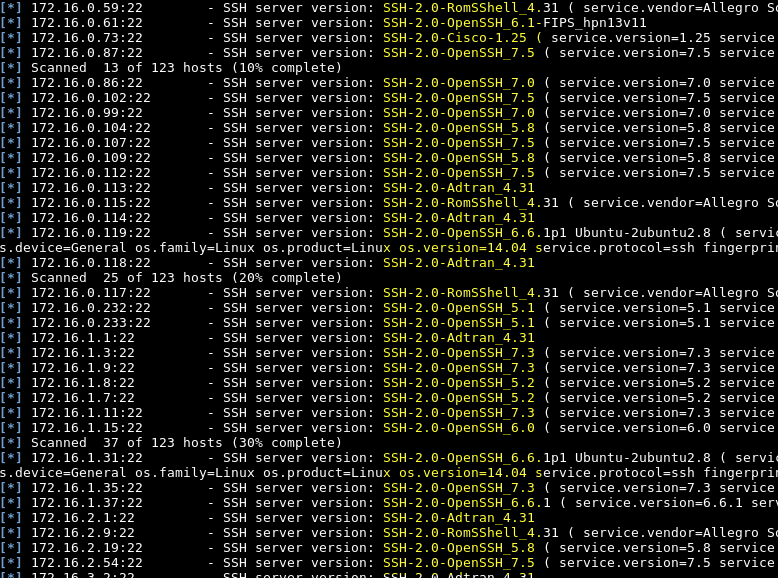 [*] 172.16.0.59:22 - SSH server version: SSH-2.0-RomSShell_4.31 ( service.vendor=Allegro
[*] 172.16.0.61:22 - SSH server version: SSH-2.0-OpenSSH_6.1-FIPS_hpn13v11
[*] 172.16.0.73:22 - SSH server version: SSH-2.0-Cisco-1.25 ( service.version=1.25 service
[*] 172.16.0.87:22 - SSH server version: SSH-2.0-OpenSSH_7.5 ( service.version=7.5 service
[*] Scanned 13 of 123 hosts (10% complete)
[*] 172.16.0.86:22 - SSH server version: SSH-2.0-OpenSSH_7.0 ( service.version=7.0 service
[*] 172.16.0.102:22 - SSH server version: SSH-2.0-OpenSSH_7.5 ( service.version=7.5 service
[*] 172.16.0.99:22 - SSH server version: SSH-2.0-OpenSSH_7.0 ( service.version=7.0 service
[*] 172.16.0.104:22 - SSH server version: SSH-2.0-OpenSSH_5.8 ( service.version=5.8 service
[*] 172.16.0.107:22 - SSH server version: SSH-2.0-OpenSSH_7.5 ( service.version=7.5 service
[*] 172.16.0.109:22 - SSH server version: SSH-2.0-OpenSSH_5.8 ( service.version=5.8 service
[*] 172.16.0.112:22 - SSH server version: SSH-2.0-OpenSSH_7.5 ( service.version=7.5 service
[*] 172.16.0.113:22 - SSH server version: SSH-2.0-Adtran_4.31
[*] 172.16.0.115:22 - SSH server version: SSH-2.0-RomSShell_4.31 ( service.vendor=Allegro
[*] 172.16.0.114:22 - SSH server version: SSH-2.0-Adtran_4.31
[*] 172.16.0.119:22 - SSH server version: SSH-2.0-OpenSSH_6.6.1p1 Ubuntu-2ubuntu2.8 ( servic
s.device=General os.family=Linux os.product=Linux os.version=14.04 service.protocol=ssh fingerprin
[*] 172.16.0.118:22 - SSH server version: SSH-2.0-Adtran_4.31
[*] Scanned 25 of 123 hosts (20% complete)
[*] 172.16.0.117:22 - SSH server version: SSH-2.0-RomSShell_4.31 ( service.vendor=Allegro
[*] 172.16.0.232:22 - SSH server version: SSH-2.0-OpenSSH_5.1 ( service.version=5.1 service
[*] 172.16.0.233:22 - SSH server version: SSH-2.0-OpenSSH_5.1 ( service.version=5.1 service
[*] 172.16.1.1:22 - SSH server version: SSH-2.0-Adtran_4.31
[*] 172.16.1.3:22 - SSH server version: SSH-2.0-OpenSSH_7.3 ( service.version=7.3 service
[*] 172.16.1.9:22 - SSH server version: SSH-2.0-OpenSSH_7.3 ( service.version=7.3 service
[*] 172.16.1.8:22 - SSH server version: SSH-2.0-OpenSSH_5.2 ( service.version=5.2 service
[*] 172.16.1.7:22 - SSH server version: SSH-2.0-OpenSSH_5.2 ( service.version=5.2 service
[*] 172.16.1.11:22 - SSH server version: SSH-2.0-OpenSSH_7.3 ( service.version=7.3 service
[*] 172.16.1.15:22 - SSH server version: SSH-2.0-OpenSSH_6.0 ( service.version=6.0 service
[*] Scanned 37 of 123 hosts (30% complete)
[*] 172.16.1.31:22 - SSH server version: SSH-2.0-OpenSSH_6.6.1p1 Ubuntu-2ubuntu2.8 ( servic
s.device=General os.family=Linux os.product=Linux os.version=14.04 service.protocol=ssh fingerprin
[*] 172.16.1.35:22 - SSH server version: SSH-2.0-OpenSSH_7.3 ( service.version=7.3 service
[*] 172.16.1.37:22 - SSH server version: SSH-2.0-OpenSSH_6.6.1 ( service.version=6.6.1 serv
[*] 172.16.2.1:22 - SSH server version: SSH-2.0-Adtran_4.31
[*] 172.16.2.9:22 - SSH server version: SSH-2.0-RomSShell_4.31 ( service.vendor=Allegro
[*] 172.16.2.19:22 - SSH server version: SSH-2.0-OpenSSH_5.8 ( service.version=5.8 service
[*] 172.16.2.54:22 - SSH server version: SSH-2.0-OpenSSH_7.5 ( service.version=7.5 service
[*] 172.16.3.2:22 - SSH server version: SSH-2.0-Adtran_4.31